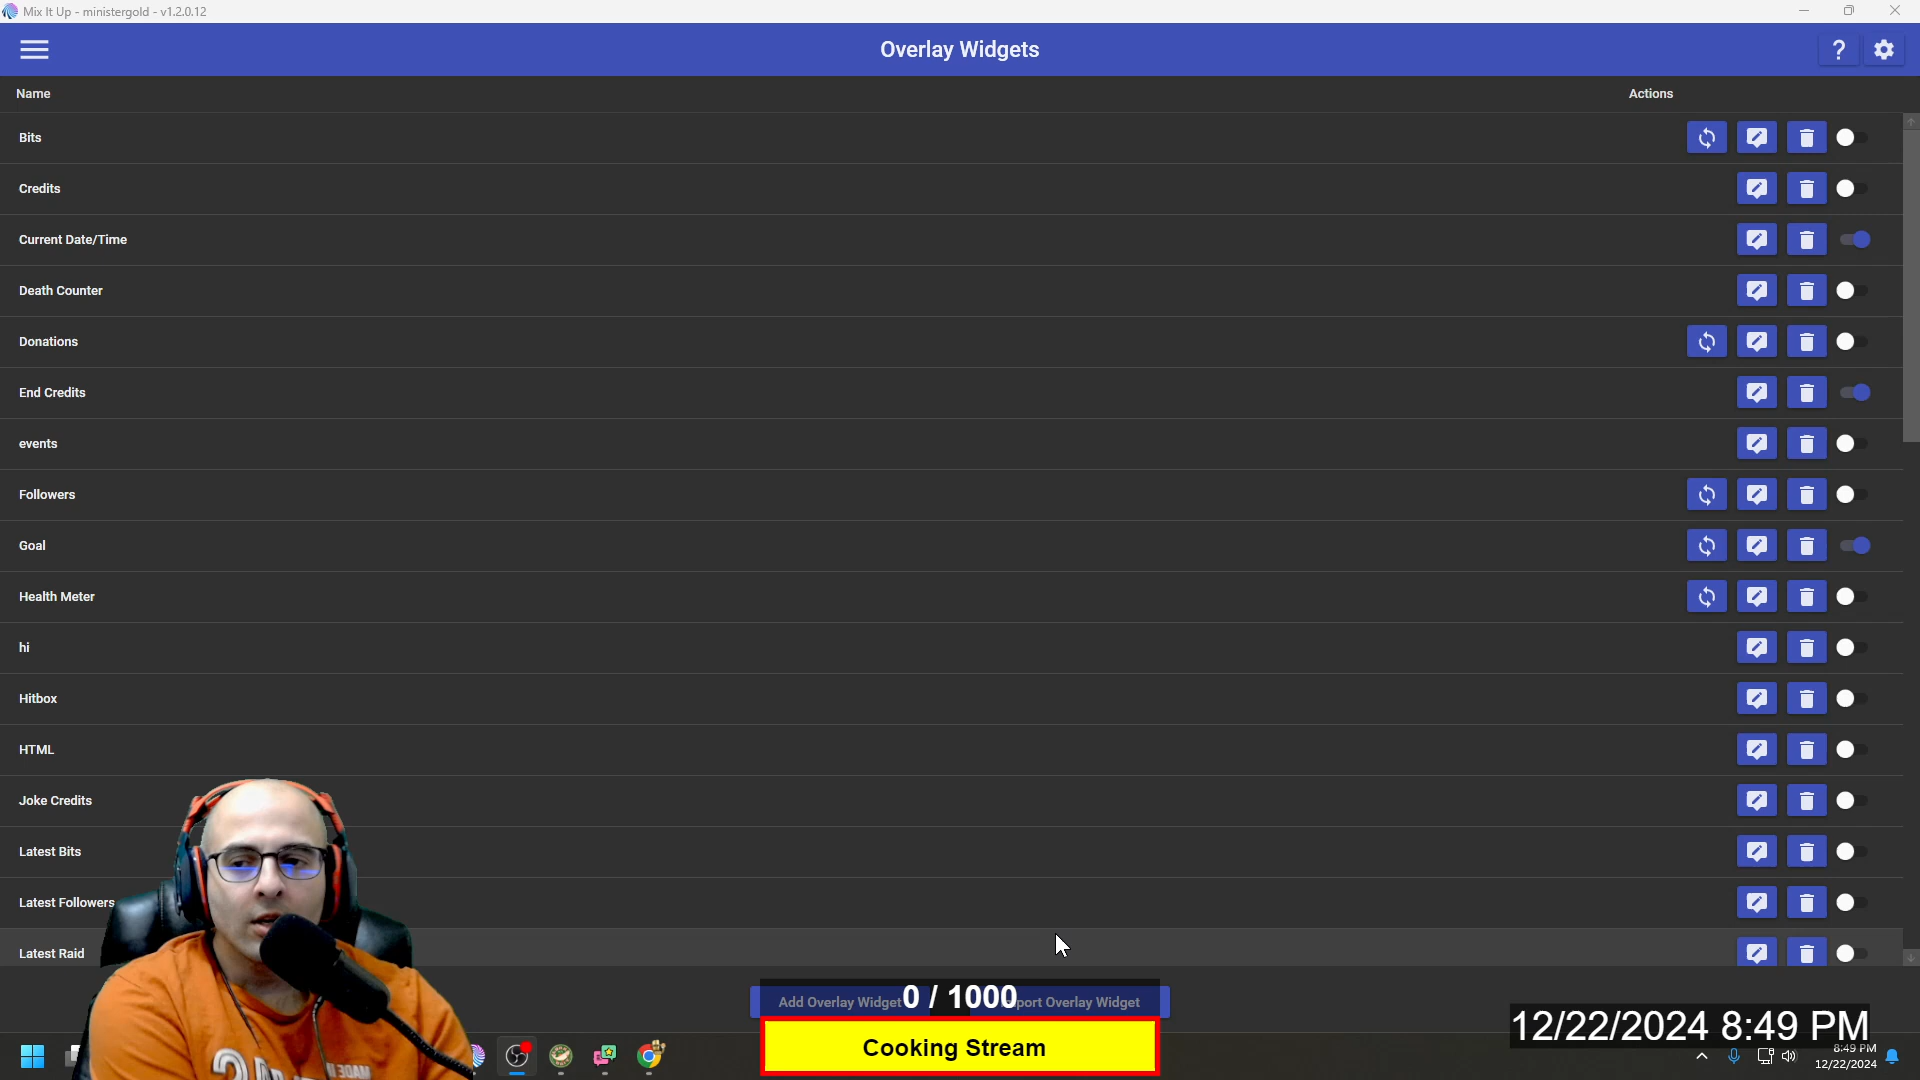 Mix It Up - ministergold - v1.2.0.12
Overlay Widgets
?
Name Actions
Bits
Credits
Current Date/Time
Death Counter
Donations
End Credits
events
Followers
Goal
Health Meter
hi
Hitbox
HTML
Joke Credits
Latest Bits
Latest Followers
Latest Raid
Add Overlay Widget
0 / 1000
port Overlay Widget
Cooking Stream
12/22/2024 8:49 PM
8:49 PM
12/22/2024